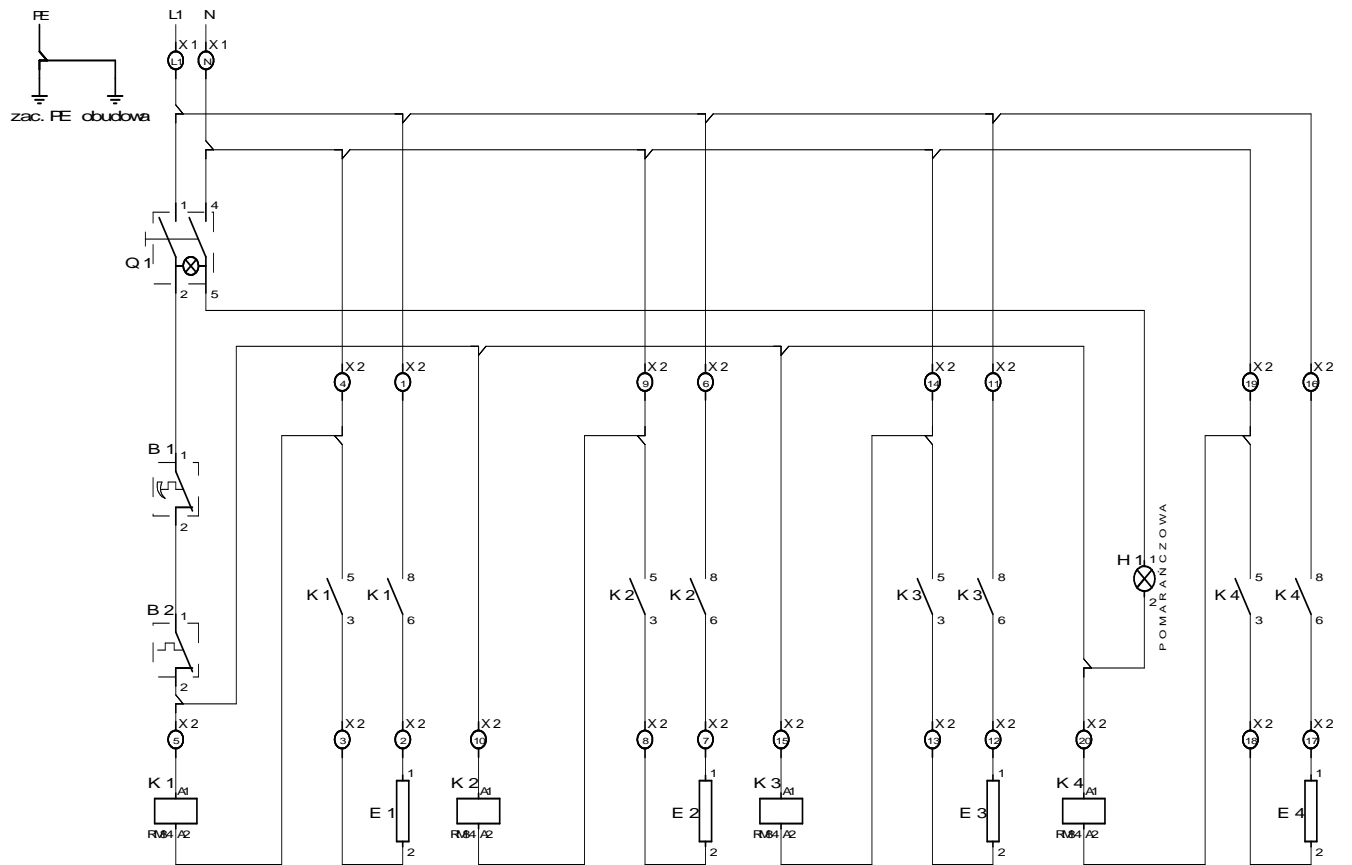 PE
L1 N
X1 X1
L1 N
zac. PE obudowa
1 4
Q1
2 5
X2 X2 X2 X2 X2 X2 X2 X2
4 1 9 6 14 11 19 16
B1 1
2
POMARAŃCZOWA
H1 1
2
5 8 5 8 5 8 5 8
K1 K1 K2 K2 K3 K3 K4 K4
3 6 3 6 3 6 3 6
B2 1
2
X2 X2 X2 X2 X2 X2 X2 X2 X2 X2 X2 X2
5 3 2 10 8 7 15 13 12 20 18 17
K1 A1 1 K2 A1 1 K3 A1 1 K4 A1 1
E1 E2 E3 E4
RM84 A2 2 RM84 A2 2 RM84 A2 2 RM84 A2 2